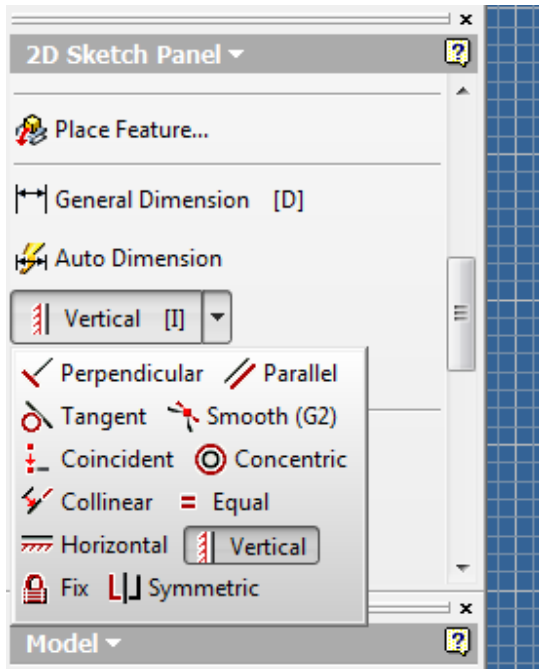 2D Sketch Panel
Place Feature...
General Dimension [D]
Auto Dimension
Vertical [I]
Perpendicular Parallel
Tangent Smooth (G2)
Coincident Concentric
Collinear = Equal
Horizontal Vertical
Fix Symmetric
Model